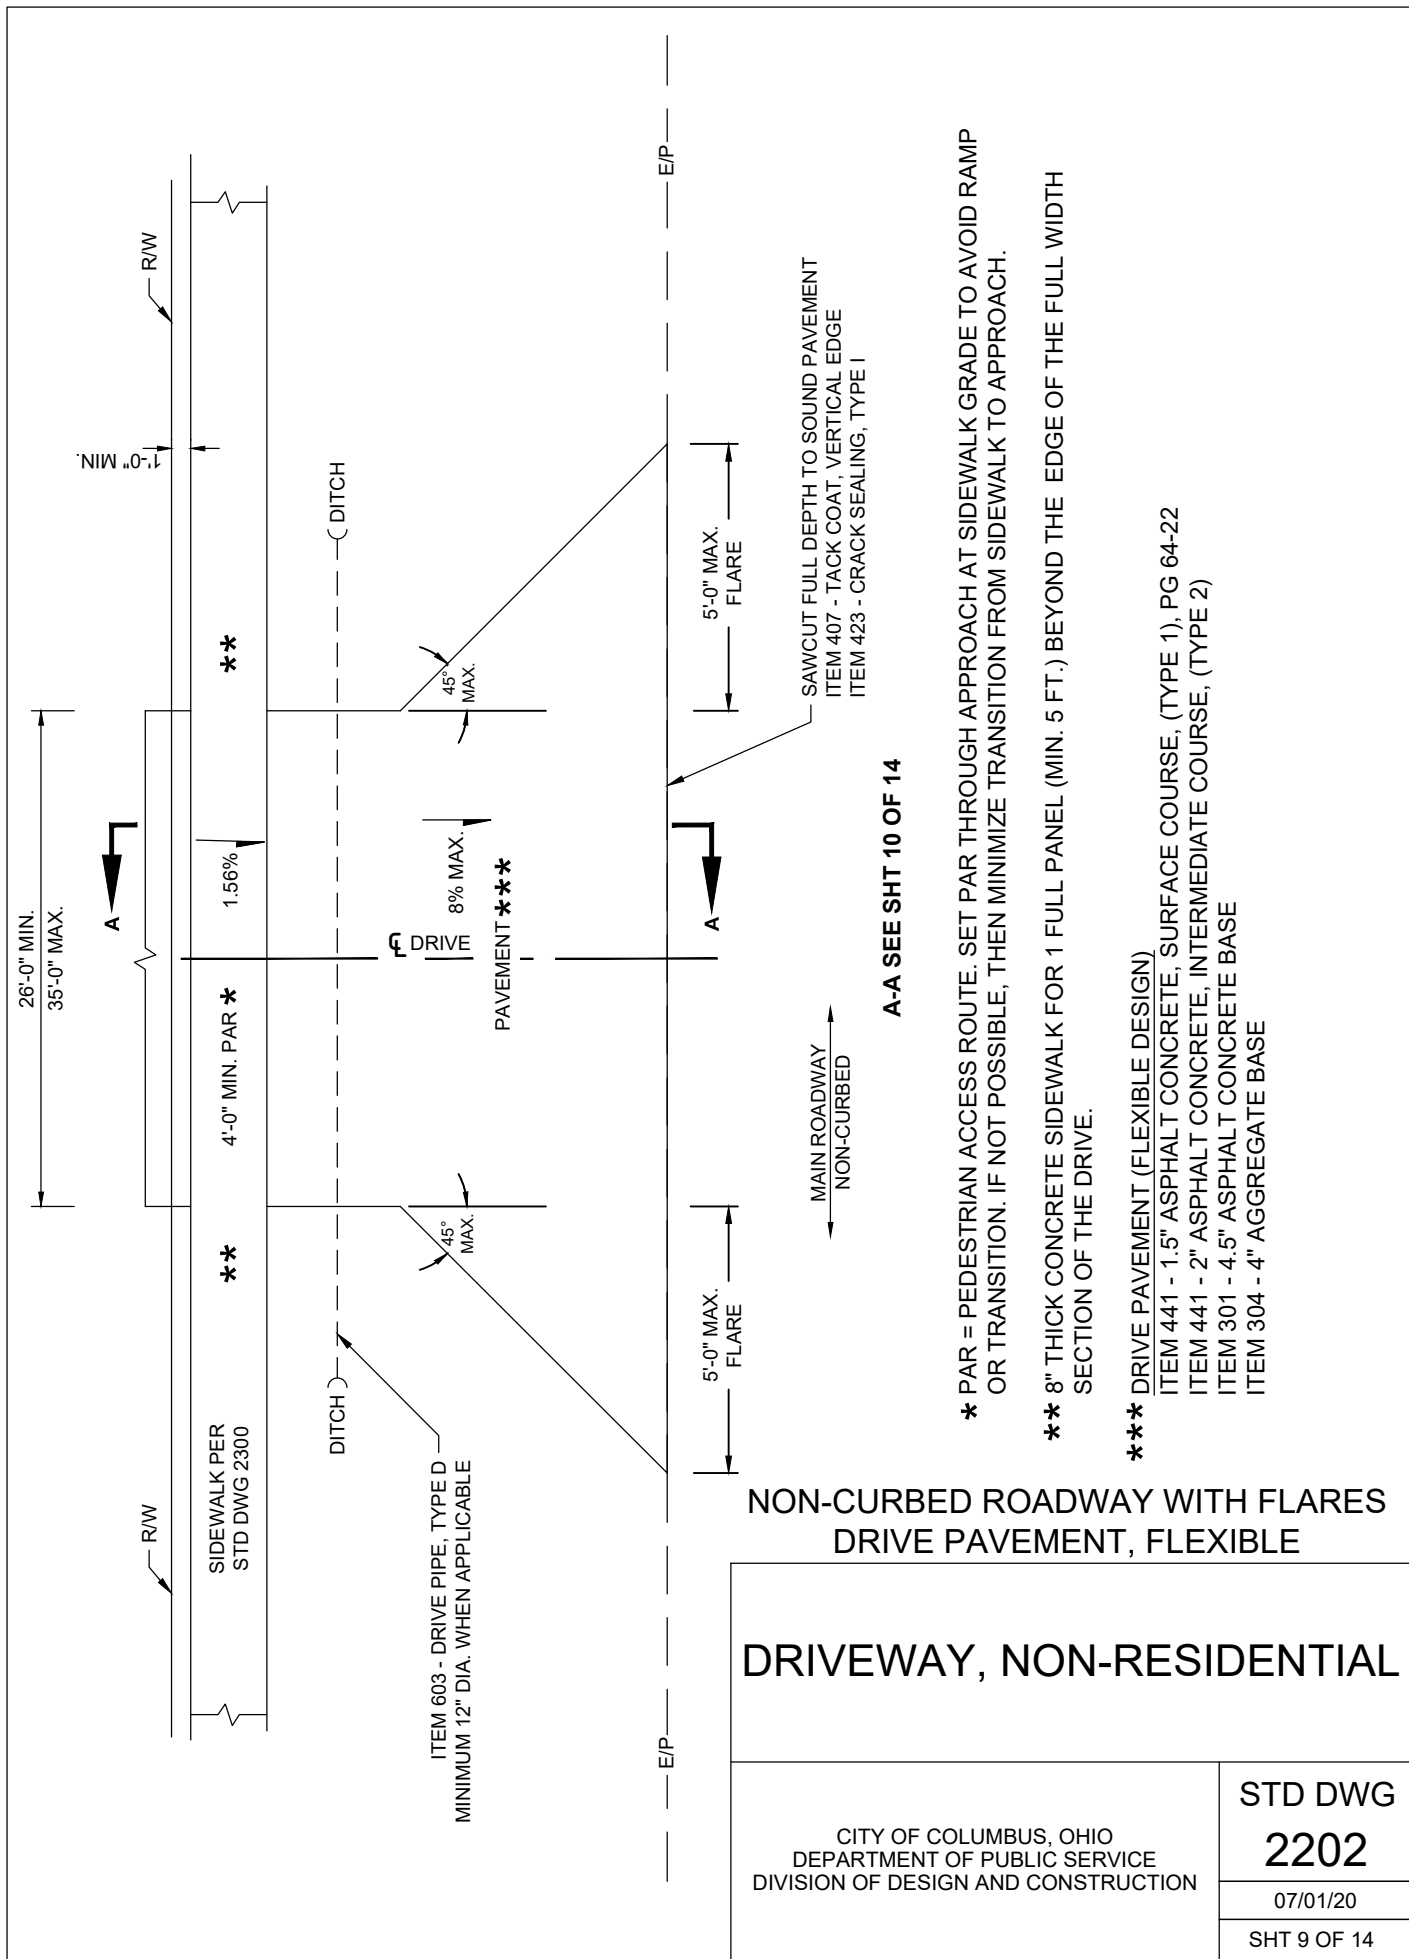 26'-0" MIN.
35'-0" MAX.
R/W
R/W
1'-0" MIN.
A
SIDEWALK PER
STD DWG 2300
**
4'-0" MIN. PAR *
1.56%
**
DITCH
DITCH
℄ DRIVE
8% MAX.
PAVEMENT ***
45°
MAX.
45°
MAX.
ITEM 603 - DRIVE PIPE, TYPE D
MINIMUM 12" DIA. WHEN APPLICABLE
E/P
E/P
A
5'-0" MAX.
FLARE
5'-0" MAX.
FLARE
MAIN ROADWAY
NON-CURBED
SAWCUT FULL DEPTH TO SOUND PAVEMENT
ITEM 407 - TACK COAT, VERTICAL EDGE
ITEM 423 - CRACK SEALING, TYPE I
A-A SEE SHT 10 OF 14
* PAR = PEDESTRIAN ACCESS ROUTE. SET PAR THROUGH APPROACH AT SIDEWALK GRADE TO AVOID RAMP
OR TRANSITION. IF NOT POSSIBLE, THEN MINIMIZE TRANSITION FROM SIDEWALK TO APPROACH.
** 8" THICK CONCRETE SIDEWALK FOR 1 FULL PANEL (MIN. 5 FT.) BEYOND THE EDGE OF THE FULL WIDTH
SECTION OF THE DRIVE.
*** DRIVE PAVEMENT (FLEXIBLE DESIGN)
ITEM 441 - 1.5" ASPHALT CONCRETE, SURFACE COURSE, (TYPE 1), PG 64-22
ITEM 441 - 2" ASPHALT CONCRETE, INTERMEDIATE COURSE, (TYPE 2)
ITEM 301 - 4.5" ASPHALT CONCRETE BASE
ITEM 304 - 4" AGGREGATE BASE
NON-CURBED ROADWAY WITH FLARES
DRIVE PAVEMENT, FLEXIBLE
DRIVEWAY, NON-RESIDENTIAL
CITY OF COLUMBUS, OHIO
DEPARTMENT OF PUBLIC SERVICE
DIVISION OF DESIGN AND CONSTRUCTION
STD DWG
2202
07/01/20
SHT 9 OF 14